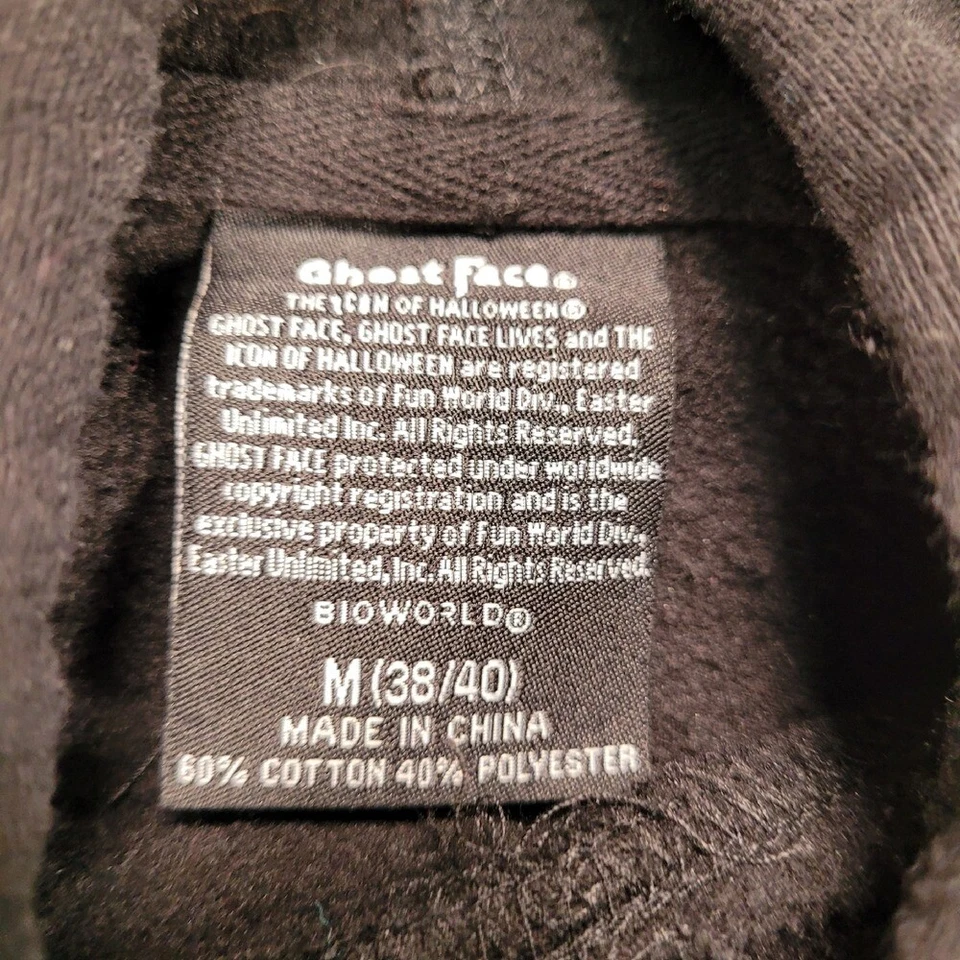 Ghost Face®
THE ICON OF HALLOWEEN®
GHOST FACE, GHOST FACE LIVES and THE
ICON OF HALLOWEEN are registered
trademarks of Fun World Div., Easter
Unlimited Inc. All Rights Reserved.
GHOST FACE protected under worldwide
copyright registration and is the
exclusive property of Fun World Div.,
Easter Unlimited, Inc. All Rights Reserved.
BIOWORLD®
M (38/40)
MADE IN CHINA
60% COTTON 40% POLYESTER